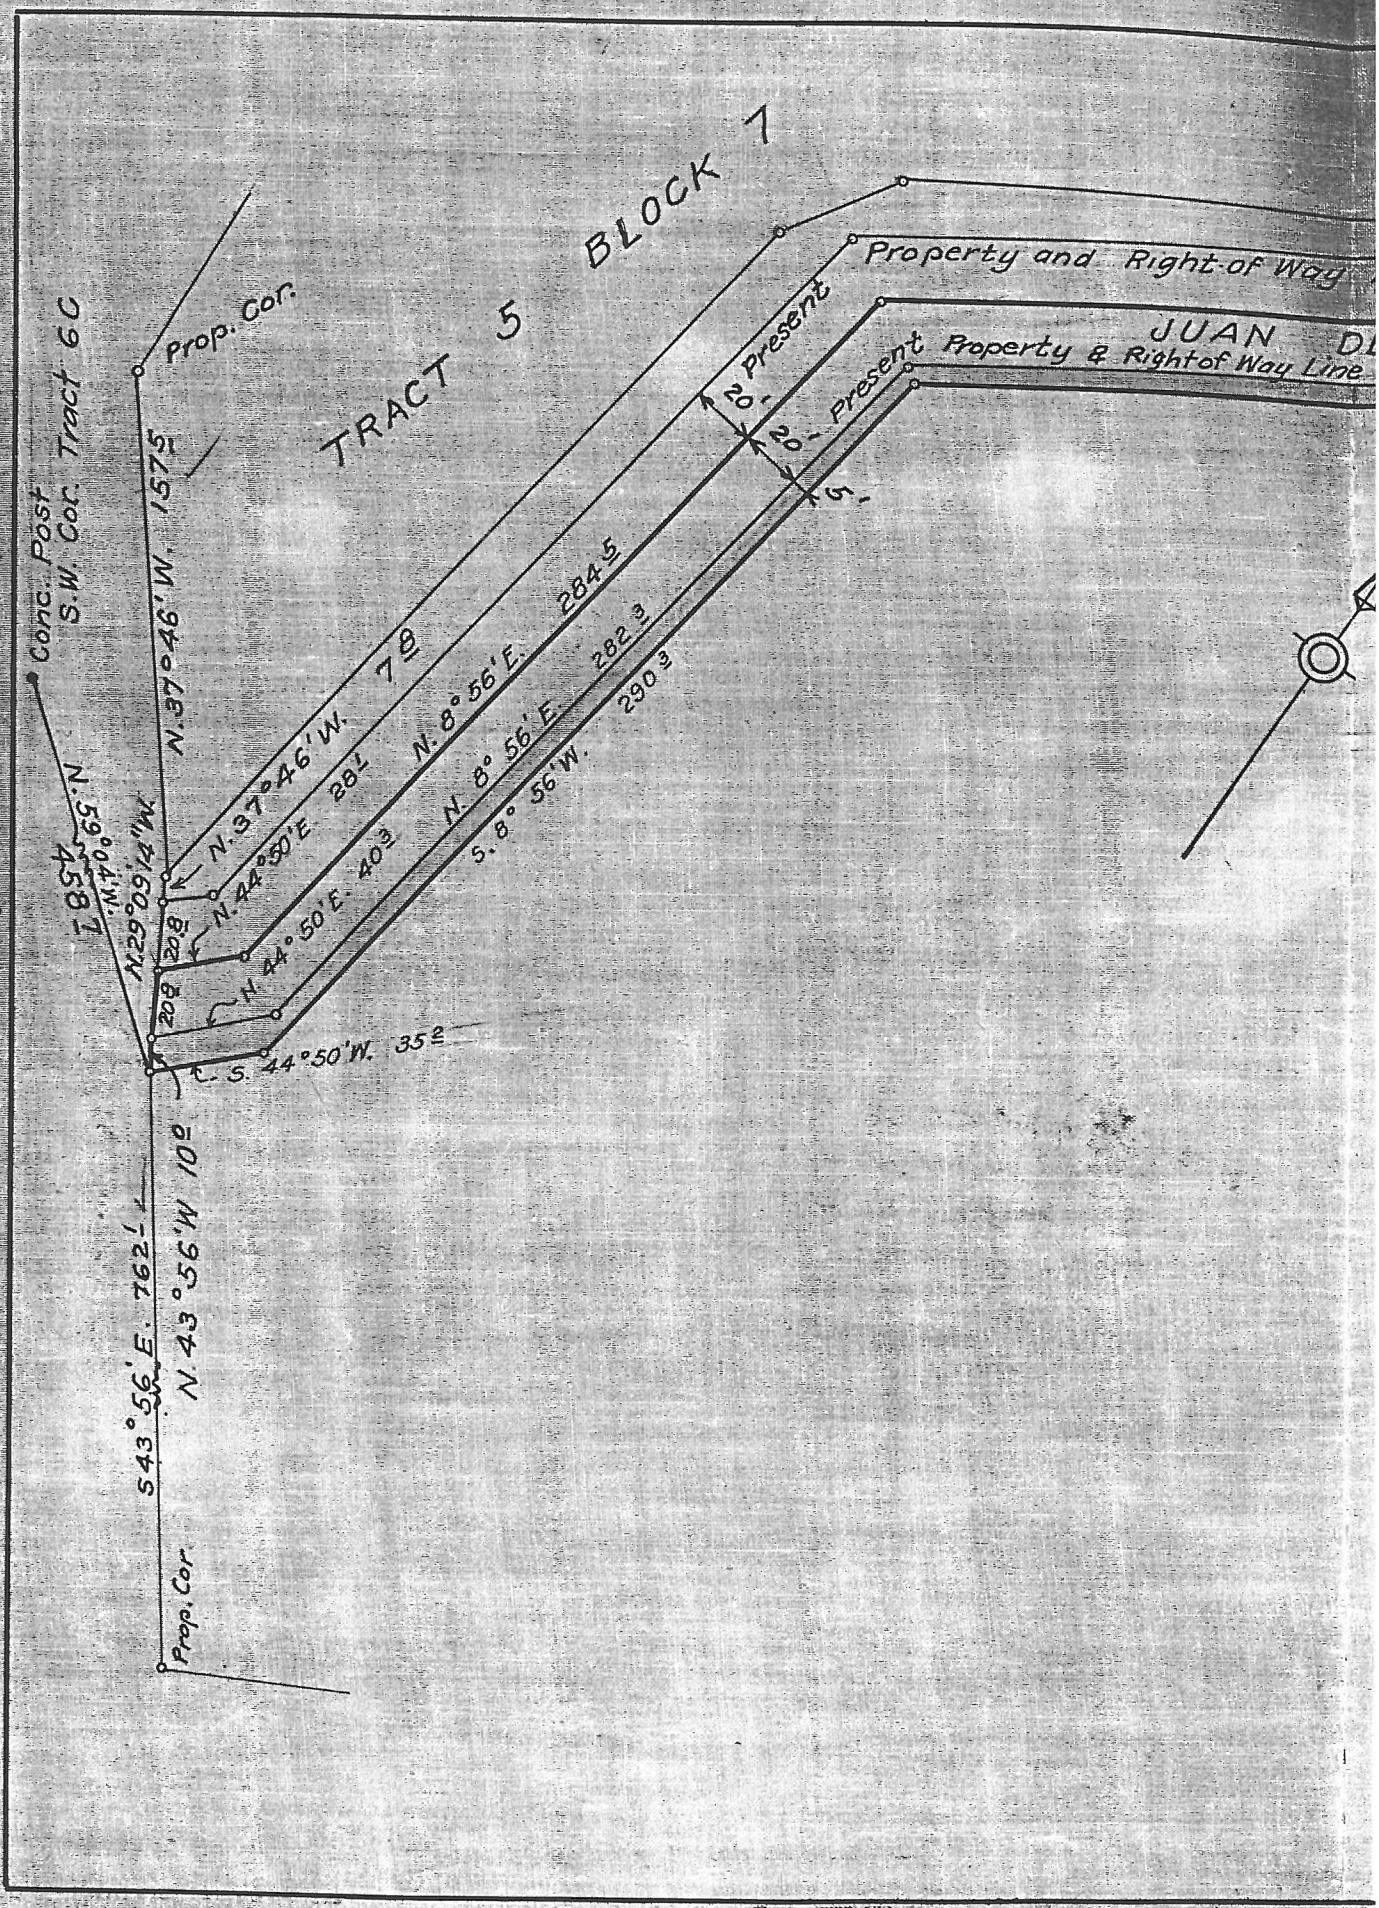 BLOCK 7
TRACT 5
Prop. Cor.
Conc. Post
S.W. Cor. Tract 6C
N. 37° 46' W. 157 5
N. 59° 04' W.
458 7
N. 29° 09' 14" W.
20 8
20 8
N. 37° 46' W. 7 8
N. 44° 50' E. 28 1
N. 44° 50' E. 40 3
S. 44° 50' W. 35 2
N. 8° 56' E. 284 5
N. 8° 56' E. 282 3
S. 8° 56' W. 290 3
20'
20'
5'
Present Property and Right-of Way
JUAN
Present Property & Right of Way Line
S 43° 56' E. 762 1
N. 43° 56' W 10 0
Prop. Cor.